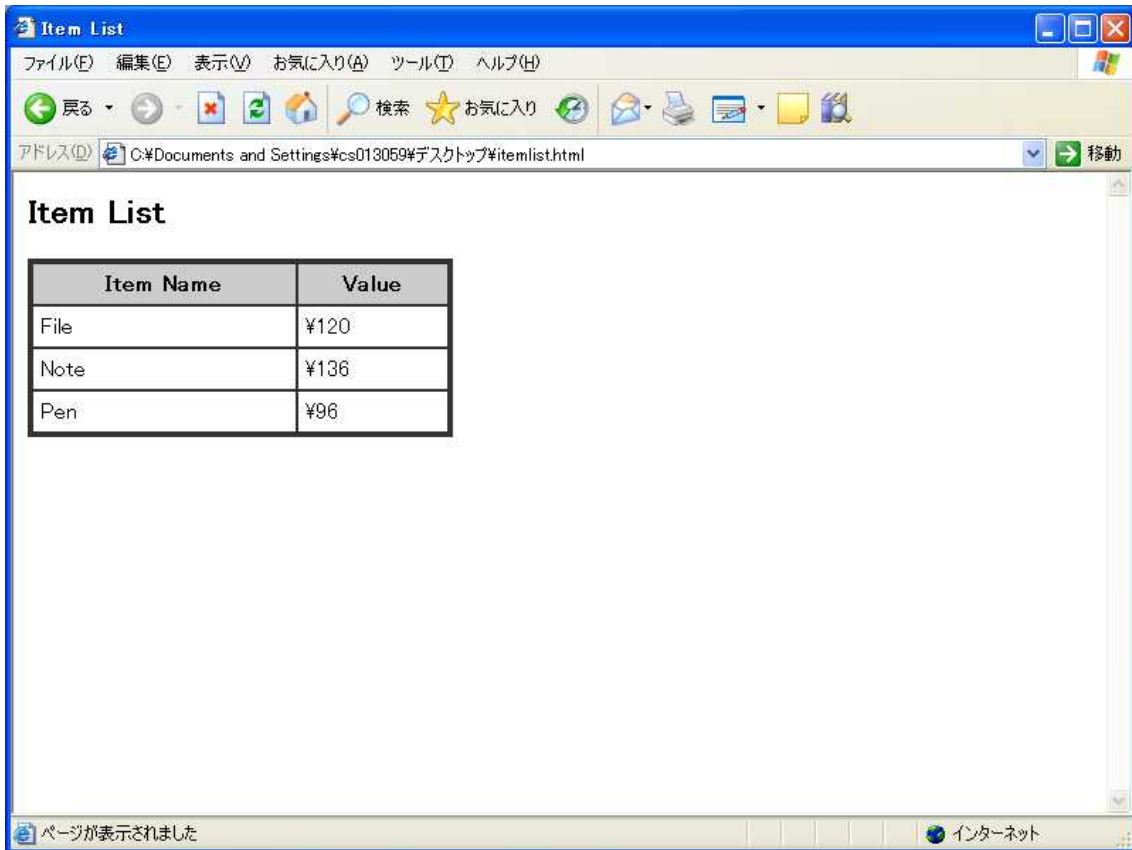 Item List
ファイル(F) 編集(E) 表示(V) お気に入り(A) ツール(T) ヘルプ(H)
戻る 検索 お気に入り
アドレス(D) C:¥Documents and Settings¥cs013059¥デスクトップ¥itemlist.html 移動
Item List
Item Name Value
File ¥120
Note ¥136
Pen ¥96
ページが表示されました インターネット